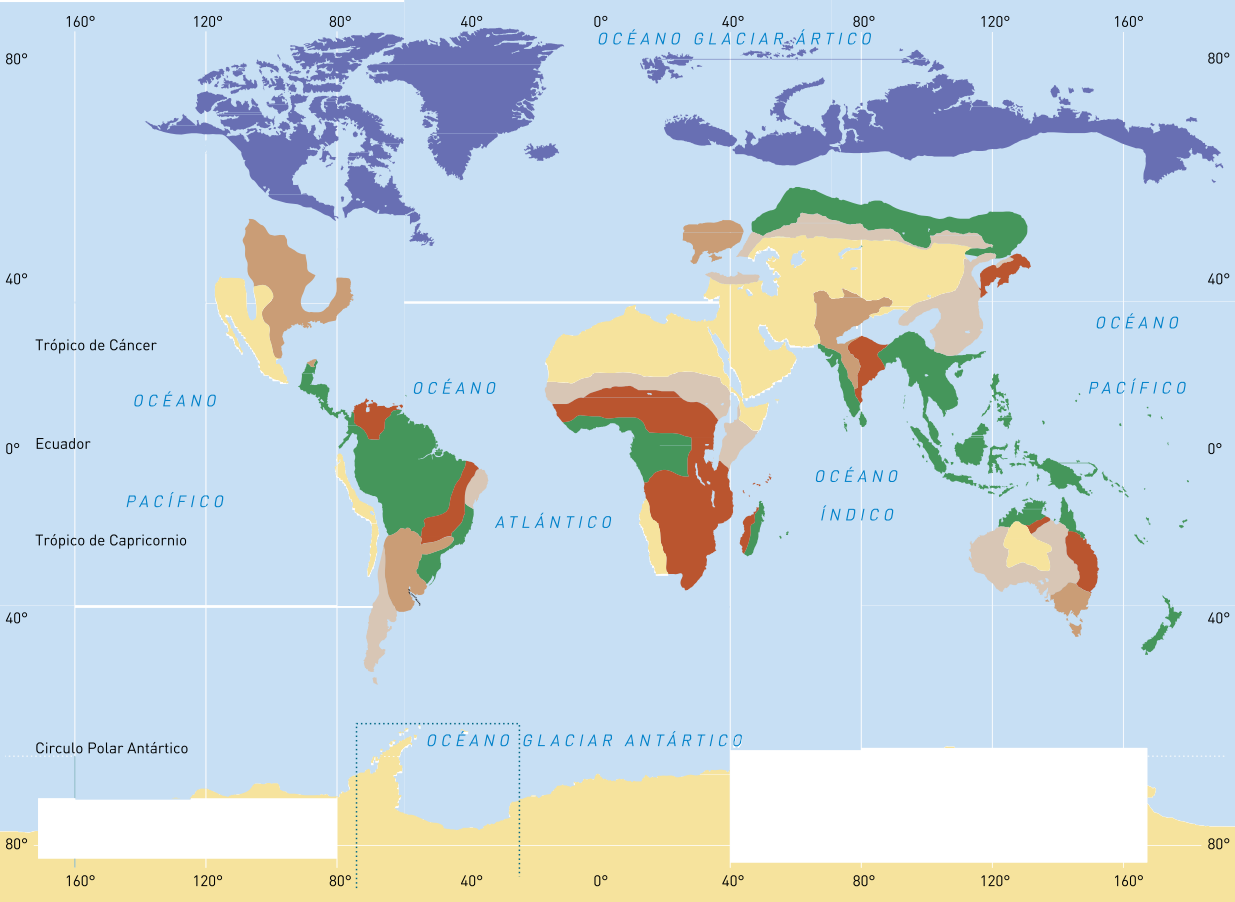 160° 120° 80° 40° 0° 40° 80° 120° 160°
OCÉANO GLACIAR ÁRTICO
80° 80°
40° 40°
OCÉANO
Trópico de Cáncer
OCÉANO PACÍFICO
OCÉANO
Ecuador
0° 0°
OCÉANO
PACÍFICO
ÍNDICO
ATLÁNTICO
Trópico de Capricornio
40° 40°
OCÉANO GLACIAR ANTÁRTICO
Circulo Polar Antártico
80° 80°
160° 120° 80° 40° 0° 40° 80° 120° 160°